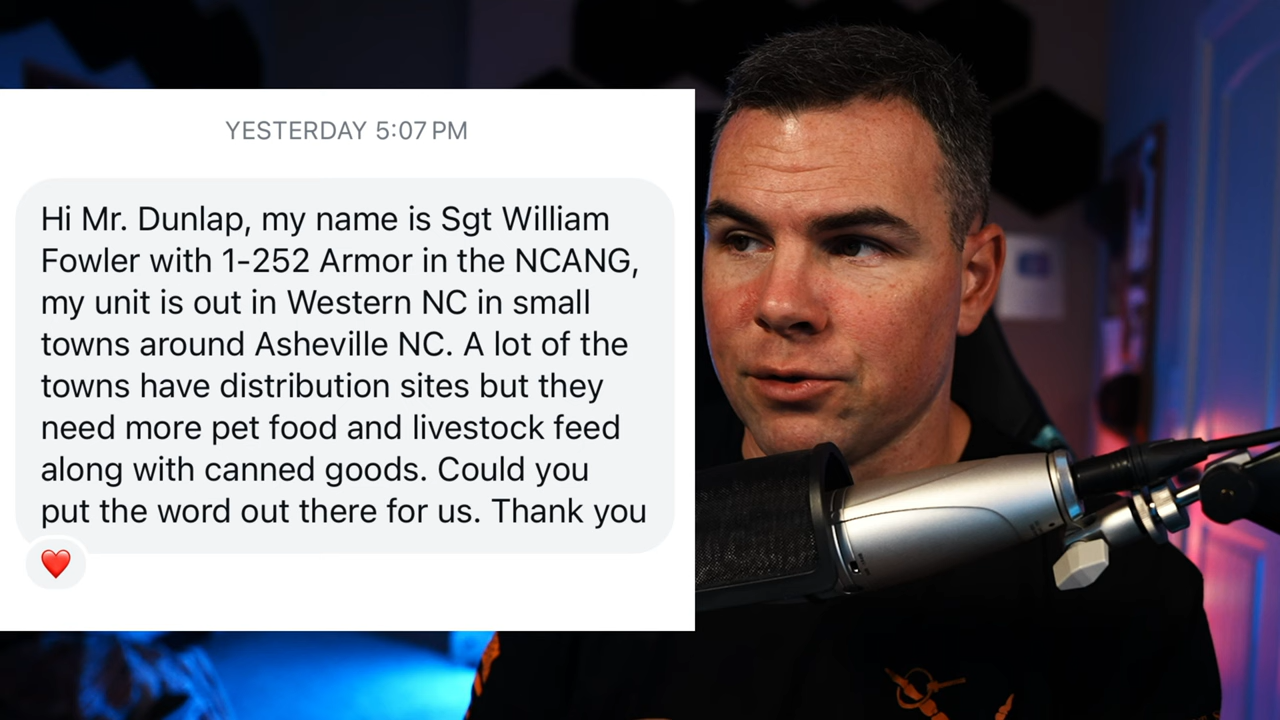 YESTERDAY 5:07 PM
Hi Mr. Dunlap, my name is Sgt William
Fowler with 1-252 Armor in the NCANG,
my unit is out in Western NC in small
towns around Asheville NC. A lot of the
towns have distribution sites but they
need more pet food and livestock feed
along with canned goods. Could you
put the word out there for us. Thank you